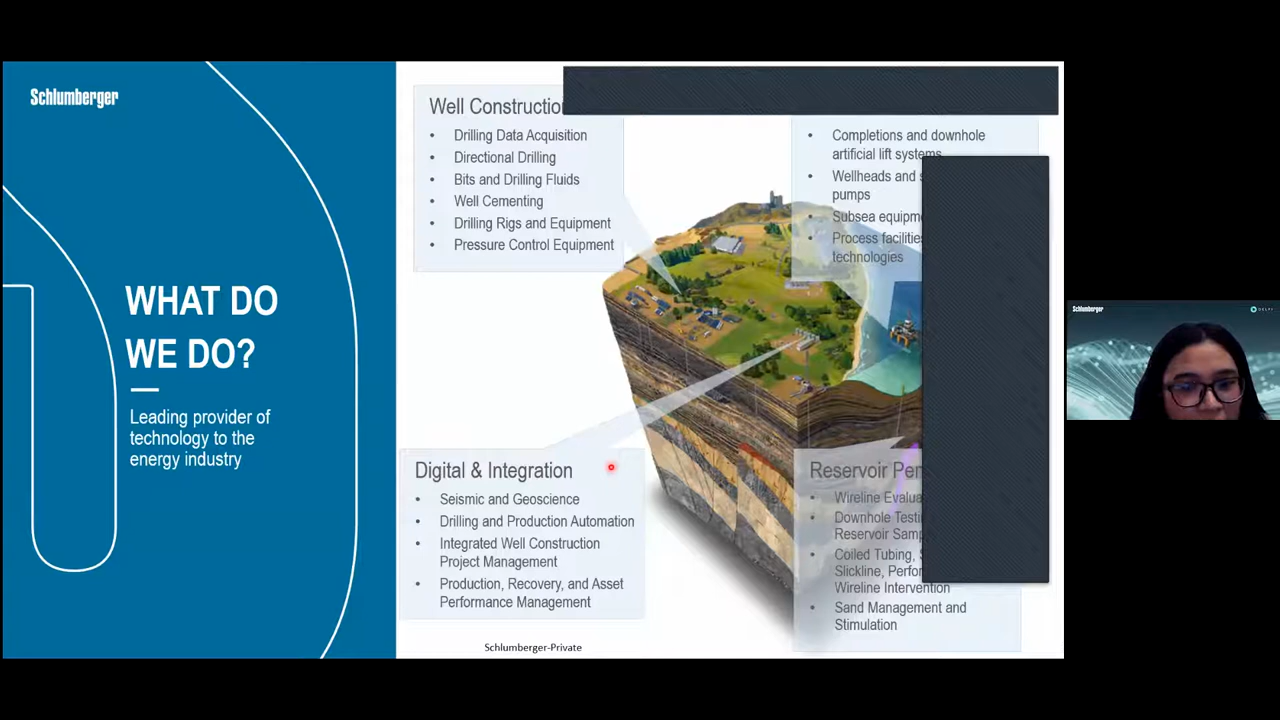 Schlumberger
WHAT DO
WE DO?
Leading provider of
technology to the
energy industry
Well Construction
• Drilling Data Acquisition
• Directional Drilling
• Bits and Drilling Fluids
• Well Cementing
• Drilling Rigs and Equipment
• Pressure Control Equipment
• Completions and downhole
artificial lift systems
• Wellheads and
pumps
• Subsea
• Process facilities
technologies
Digital & Integration
• Seismic and Geoscience
• Drilling and Production Automation
• Integrated Well Construction
Project Management
• Production, Recovery, and Asset
Performance Management
Reservoir
• Wireline
• Downhole
Reservoir
• Coiled Tubing,
Slickline,
Wireline Intervention
• Sand Management and
Stimulation
Schlumberger-Private
Schlumberger
DELFI